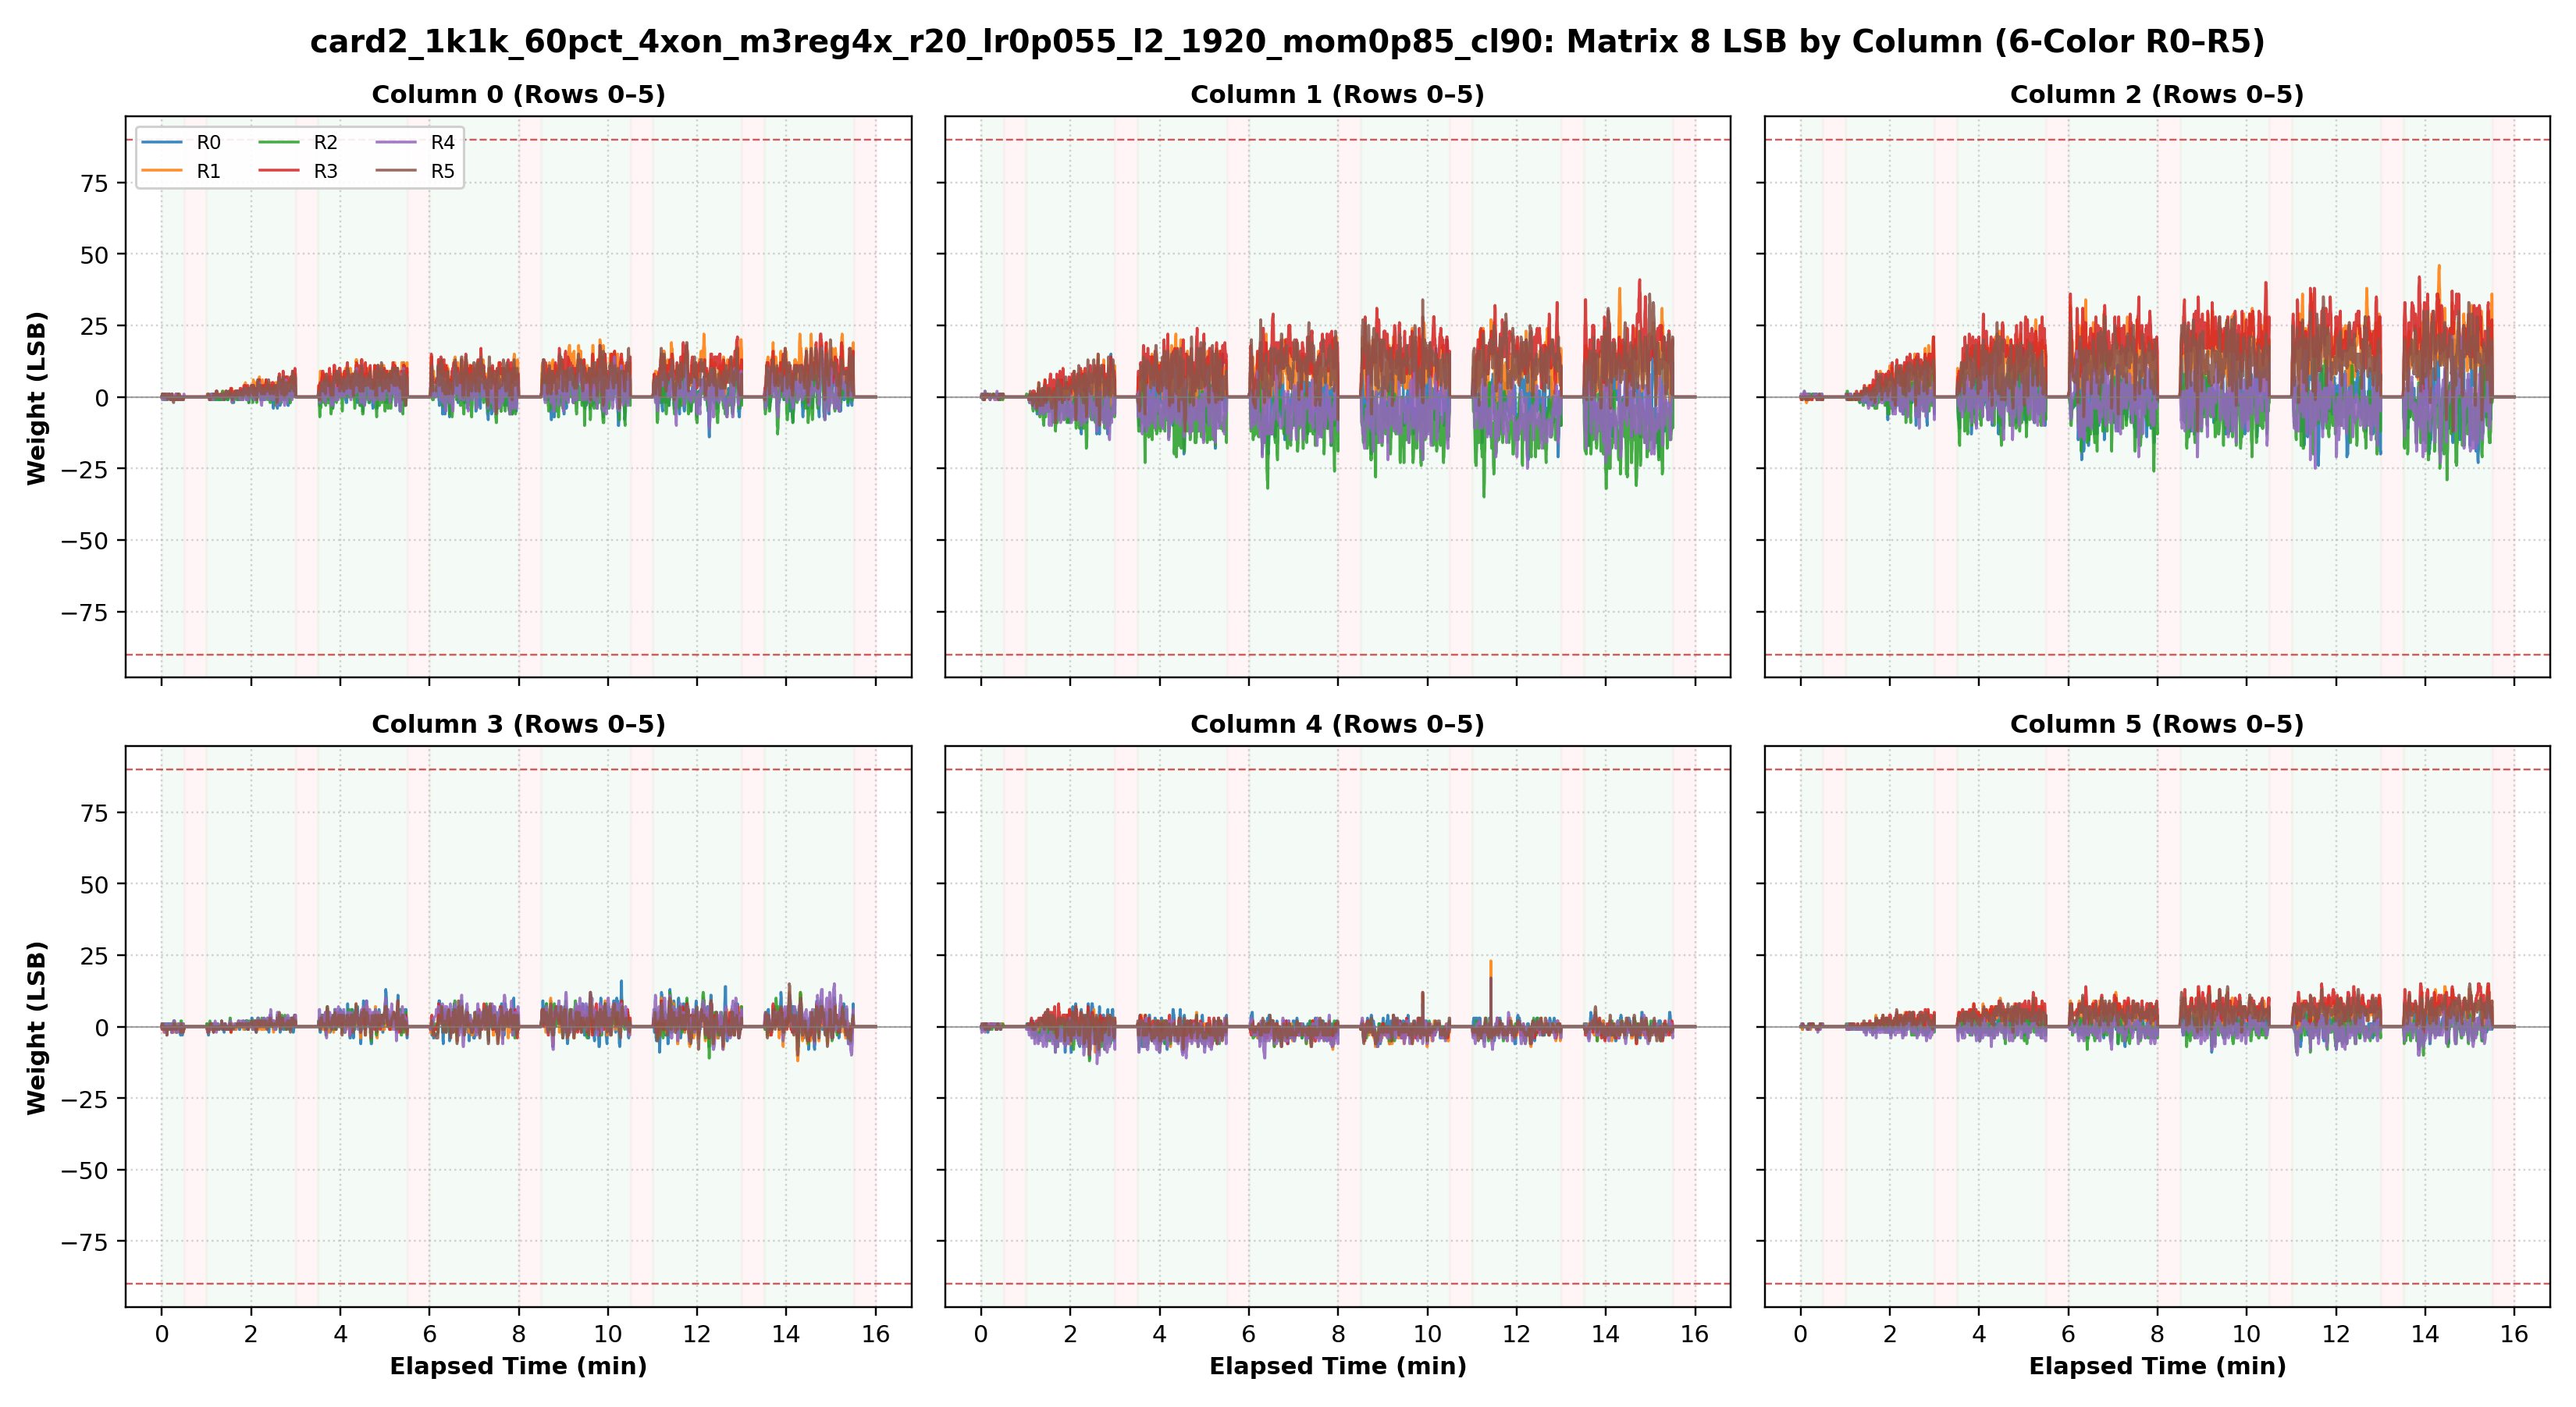 card2_1k1k_60pct_4xon_m3reg4x_r20_lr0p055_l2_1920_mom0p85_cl90: Matrix 8 LSB by Column (6-Color R0–R5)
Column 0 (Rows 0–5)
Column 1 (Rows 0–5)
Column 2 (Rows 0–5)
R0 R2 R4
R1 R3 R5
Weight (LSB)
75
50
25
0
−25
−50
−75
Column 3 (Rows 0–5)
Column 4 (Rows 0–5)
Column 5 (Rows 0–5)
Weight (LSB)
75
50
25
0
−25
−50
−75
0 2 4 6 8 10 12 14 16
0 2 4 6 8 10 12 14 16
0 2 4 6 8 10 12 14 16
Elapsed Time (min)
Elapsed Time (min)
Elapsed Time (min)